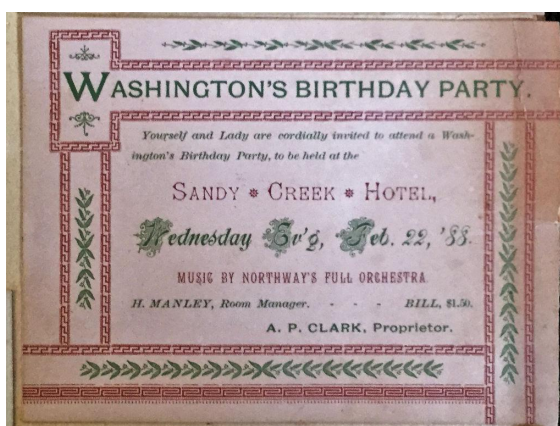 WASHINGTON'S BIRTHDAY PARTY.
Yourself and Lady are cordially invited to attend a Wash-
ington's Birthday Party, to be held at the
SANDY CREEK HOTEL,
Wednesday Ev'g, Feb. 22, '88.
MUSIC BY NORTHWAY'S FULL ORCHESTRA.
H. MANLEY, Room Manager. - - - BILL, $1.50.
A. P. CLARK, Proprietor.